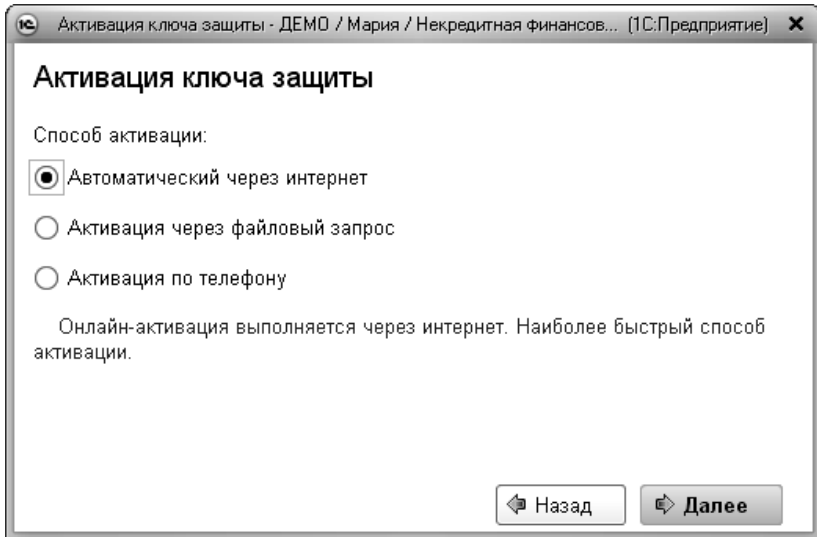 1С Активация ключа защиты - ДЕМО / Мария / Некредитная финансов... (1С:Предприятие)
Активация ключа защиты
Способ активации:
Автоматический через интернет
Активация через файловый запрос
Активация по телефону
Онлайн-активация выполняется через интернет. Наиболее быстрый способ
активации.
Назад Далее